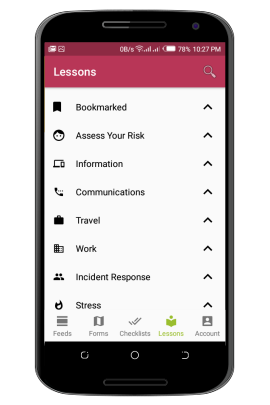 0B/s 78% 10:27 PM
Lessons
Bookmarked
Assess Your Risk
Information
Communications
Travel
Work
Incident Response
Stress
Feeds Forms Checklists Lessons Account